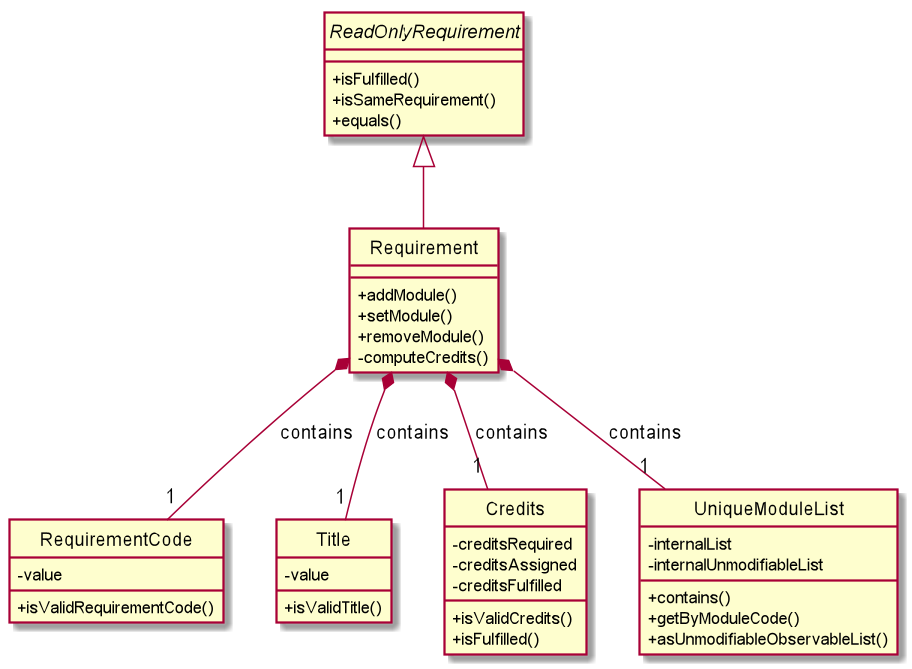 ReadOnlyRequirement
+isFulfilled()
+isSameRequirement()
+equals()
Requirement
+addModule()
+setModule()
+removeModule()
-computeCredits()
contains
contains
contains
contains
1
1
1
1
RequirementCode
-value
+isValidRequirementCode()
Title
-value
+isValidTitle()
Credits
-creditsRequired
-creditsAssigned
-creditsFulfilled
+isValidCredits()
+isFulfilled()
UniqueModuleList
-internalList
-internalUnmodifiableList
+contains()
+getByModuleCode()
+asUnmodifiableObservableList()